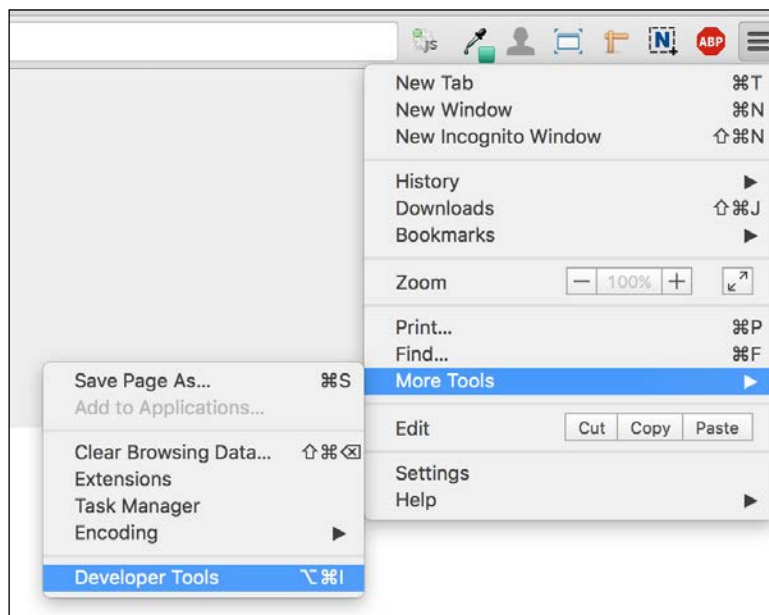 js N ABP
New Tab ⌘T
New Window ⌘N
New Incognito Window ⇧⌘N
History ▶
Downloads ⇧⌘J
Bookmarks ▶
Zoom − 100% +
Print... ⌘P
Find... ⌘F
More Tools ▶
Edit Cut Copy Paste
Settings
Help ▶
Save Page As... ⌘S
Add to Applications...
Clear Browsing Data... ⇧⌘⌫
Extensions
Task Manager
Encoding ▶
Developer Tools ⌥⌘I